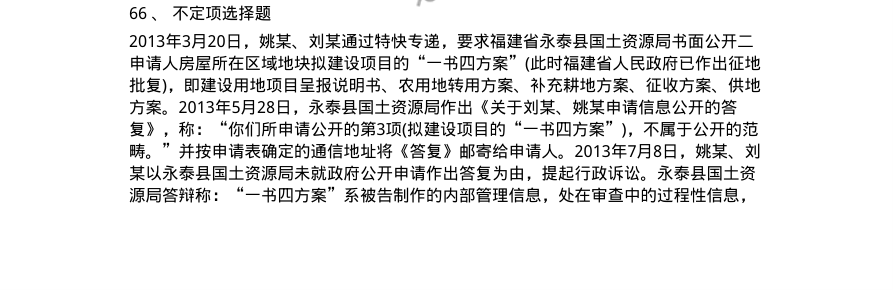 66 、 不定项选择题
2013年3月20日，姚某、刘某通过特快专递，要求福建省永泰县国土资源局书面公开二
申请人房屋所在区域地块拟建设项目的“一书四方案”(此时福建省人民政府已作出征地
批复)，即建设用地项目呈报说明书、农用地转用方案、补充耕地方案、征收方案、供地
方案。2013年5月28日，永泰县国土资源局作出《关于刘某、姚某申请信息公开的答
复》，称：“你们所申请公开的第3项(拟建设项目的“一书四方案”)，不属于公开的范
畴。”并按申请表确定的通信地址将《答复》邮寄给申请人。2013年7月8日，姚某、刘
某以永泰县国土资源局未就政府公开申请作出答复为由，提起行政诉讼。永泰县国土资
源局答辩称：“一书四方案”系被告制作的内部管理信息，处在审查中的过程性信息，